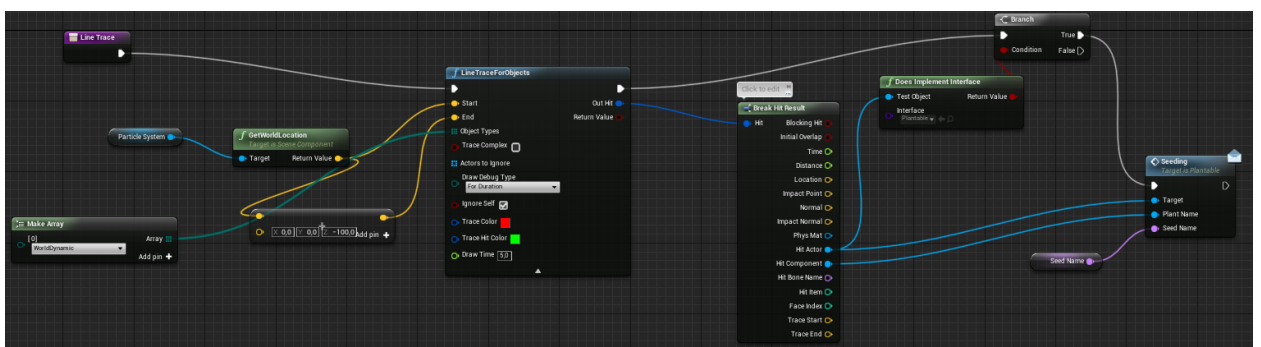 Line Trace
Particle System
GetWorldLocation
Target is Scene Component
Target
Return Value
X 0,0 Y 0,0 Z -100,0
Add pin +
Make Array
[0]
WorldDynamic
Array
Add pin +
LineTraceForObjects
Start
Out Hit
End
Return Value
Object Types
Trace Complex
Actors to Ignore
Draw Debug Type
For Duration
Ignore Self
Trace Color
Trace Hit Color
Draw Time 5,0
Click to edit
Break Hit Result
Hit
Blocking Hit
Initial Overlap
Time
Distance
Location
Impact Point
Normal
Impact Normal
Phys Mat
Hit Actor
Hit Component
Hit Bone Name
Hit Item
Face Index
Trace Start
Trace End
Does Implement Interface
Test Object
Return Value
Interface
Plantable
Branch
True
Condition
False
Seeding
Target is Plantable
Target
Plant Name
Seed Name
Seed Name